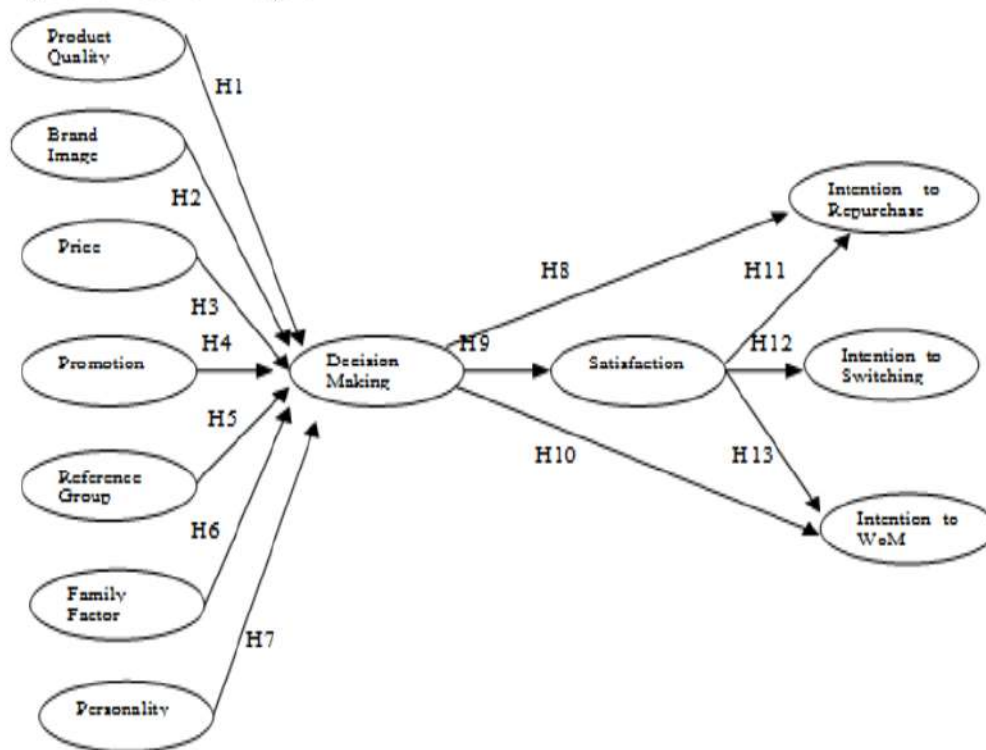 Product
Quality
H1
Brand
Image
H2
Intention to
Repurchase
Price
H8
H11
H3
H4
Promotion
Decision
Making
H9
Satisfaction
H12
Intention to
Switching
H5
Reference
Group
H10
H13
H6
Intention to
WoM
Family
Factor
H7
Personality